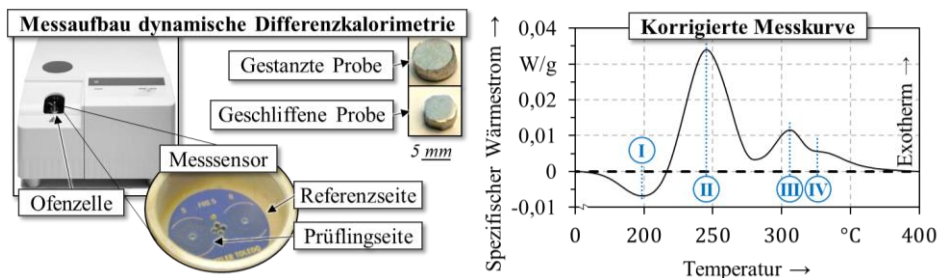 Messaufbau dynamische Differenzkalorimetrie
Gestanzte Probe
Geschliffene Probe
5 mm
Messsensor
Ofenzelle
Referenzseite
Prüflingseite
Korrigierte Messkurve
Spezifischer Wärmestrom →
0,04
W/g
0,02
0,01
0
-0,01
Exotherm →
I
II
III
IV
0
200
250
300
°C
400
Temperatur →